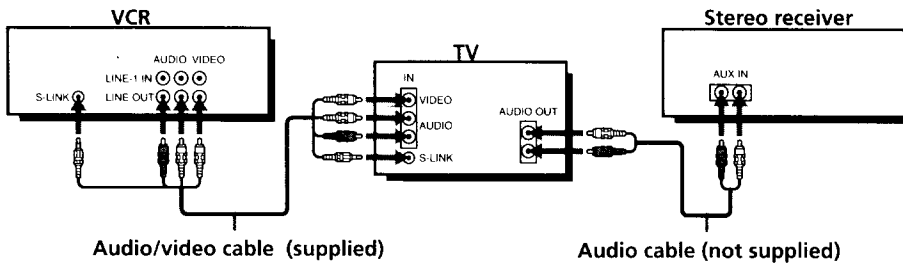 VCR
AUDIO VIDEO
LINE-1 IN
S-LINK
LINE OUT
TV
IN
VIDEO
AUDIO
S-LINK
AUDIO OUT
Stereo receiver
AUX IN
Audio/video cable (supplied)
Audio cable (not supplied)